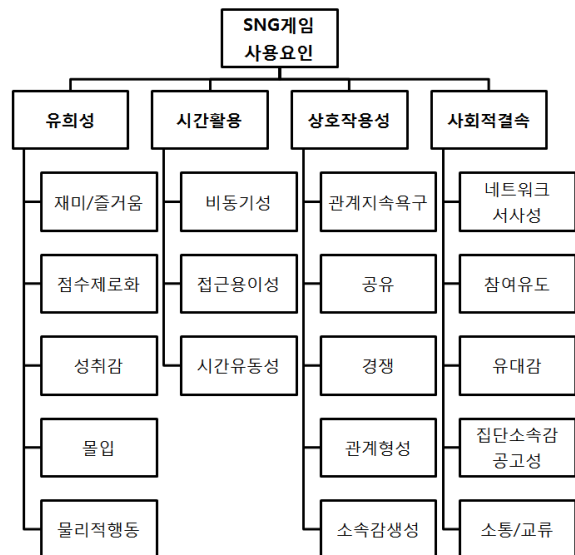 SNG게임
사용요인
유희성
시간활용
상호작용성
사회적결속
재미/즐거움
비동기성
관계지속욕구
네트워크
서사성
점수제로화
접근용이성
공유
참여유도
성취감
시간유동성
경쟁
유대감
몰입
관계형성
집단소속감
공고성
물리적행동
소속감생성
소통/교류